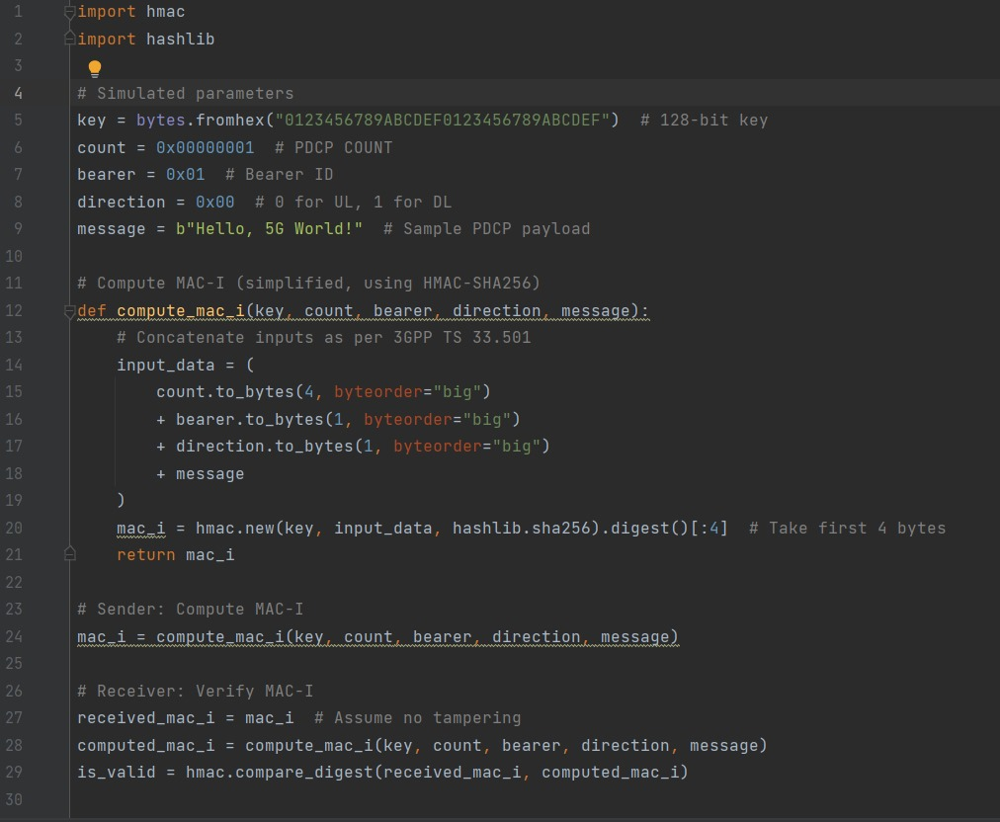 1 import hmac
2 import hashlib
3
4 # Simulated parameters
5 key = bytes.fromhex("0123456789ABCDEF0123456789ABCDEF")  # 128-bit key
6 count = 0x00000001  # PDCP COUNT
7 bearer = 0x01  # Bearer ID
8 direction = 0x00  # 0 for UL, 1 for DL
9 message = b"Hello, 5G World!"  # Sample PDCP payload
10
11 # Compute MAC-I (simplified, using HMAC-SHA256)
12 def compute_mac_i(key, count, bearer, direction, message):
13     # Concatenate inputs as per 3GPP TS 33.501
14     input_data = (
15         count.to_bytes(4, byteorder="big")
16         + bearer.to_bytes(1, byteorder="big")
17         + direction.to_bytes(1, byteorder="big")
18         + message
19     )
20     mac_i = hmac.new(key, input_data, hashlib.sha256).digest()[:4]  # Take first 4 bytes
21     return mac_i
22
23 # Sender: Compute MAC-I
24 mac_i = compute_mac_i(key, count, bearer, direction, message)
25
26 # Receiver: Verify MAC-I
27 received_mac_i = mac_i  # Assume no tampering
28 computed_mac_i = compute_mac_i(key, count, bearer, direction, message)
29 is_valid = hmac.compare_digest(received_mac_i, computed_mac_i)
30